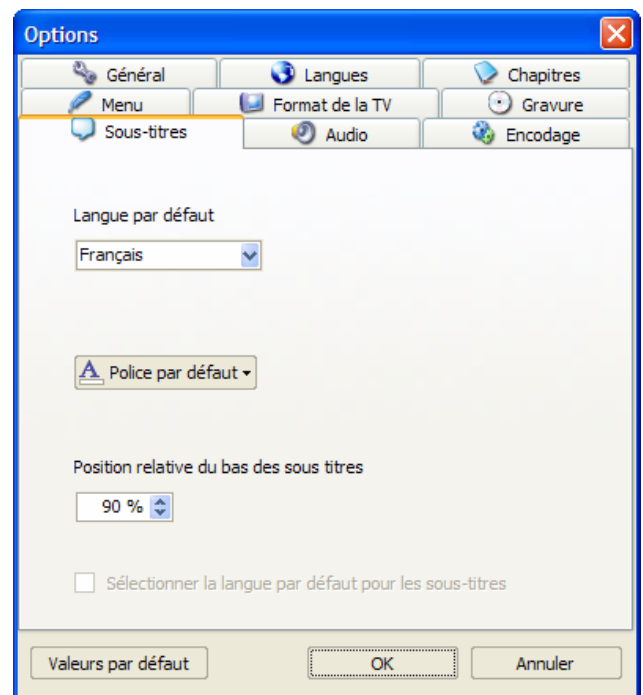 Options
Général Langues Chapitres
Menu Format de la TV Gravure
Sous-titres Audio Encodage
Langue par défaut
Français
A Police par défaut
Position relative du bas des sous titres
90 %
Sélectionner la langue par défaut pour les sous-titres
Valeurs par défaut OK Annuler